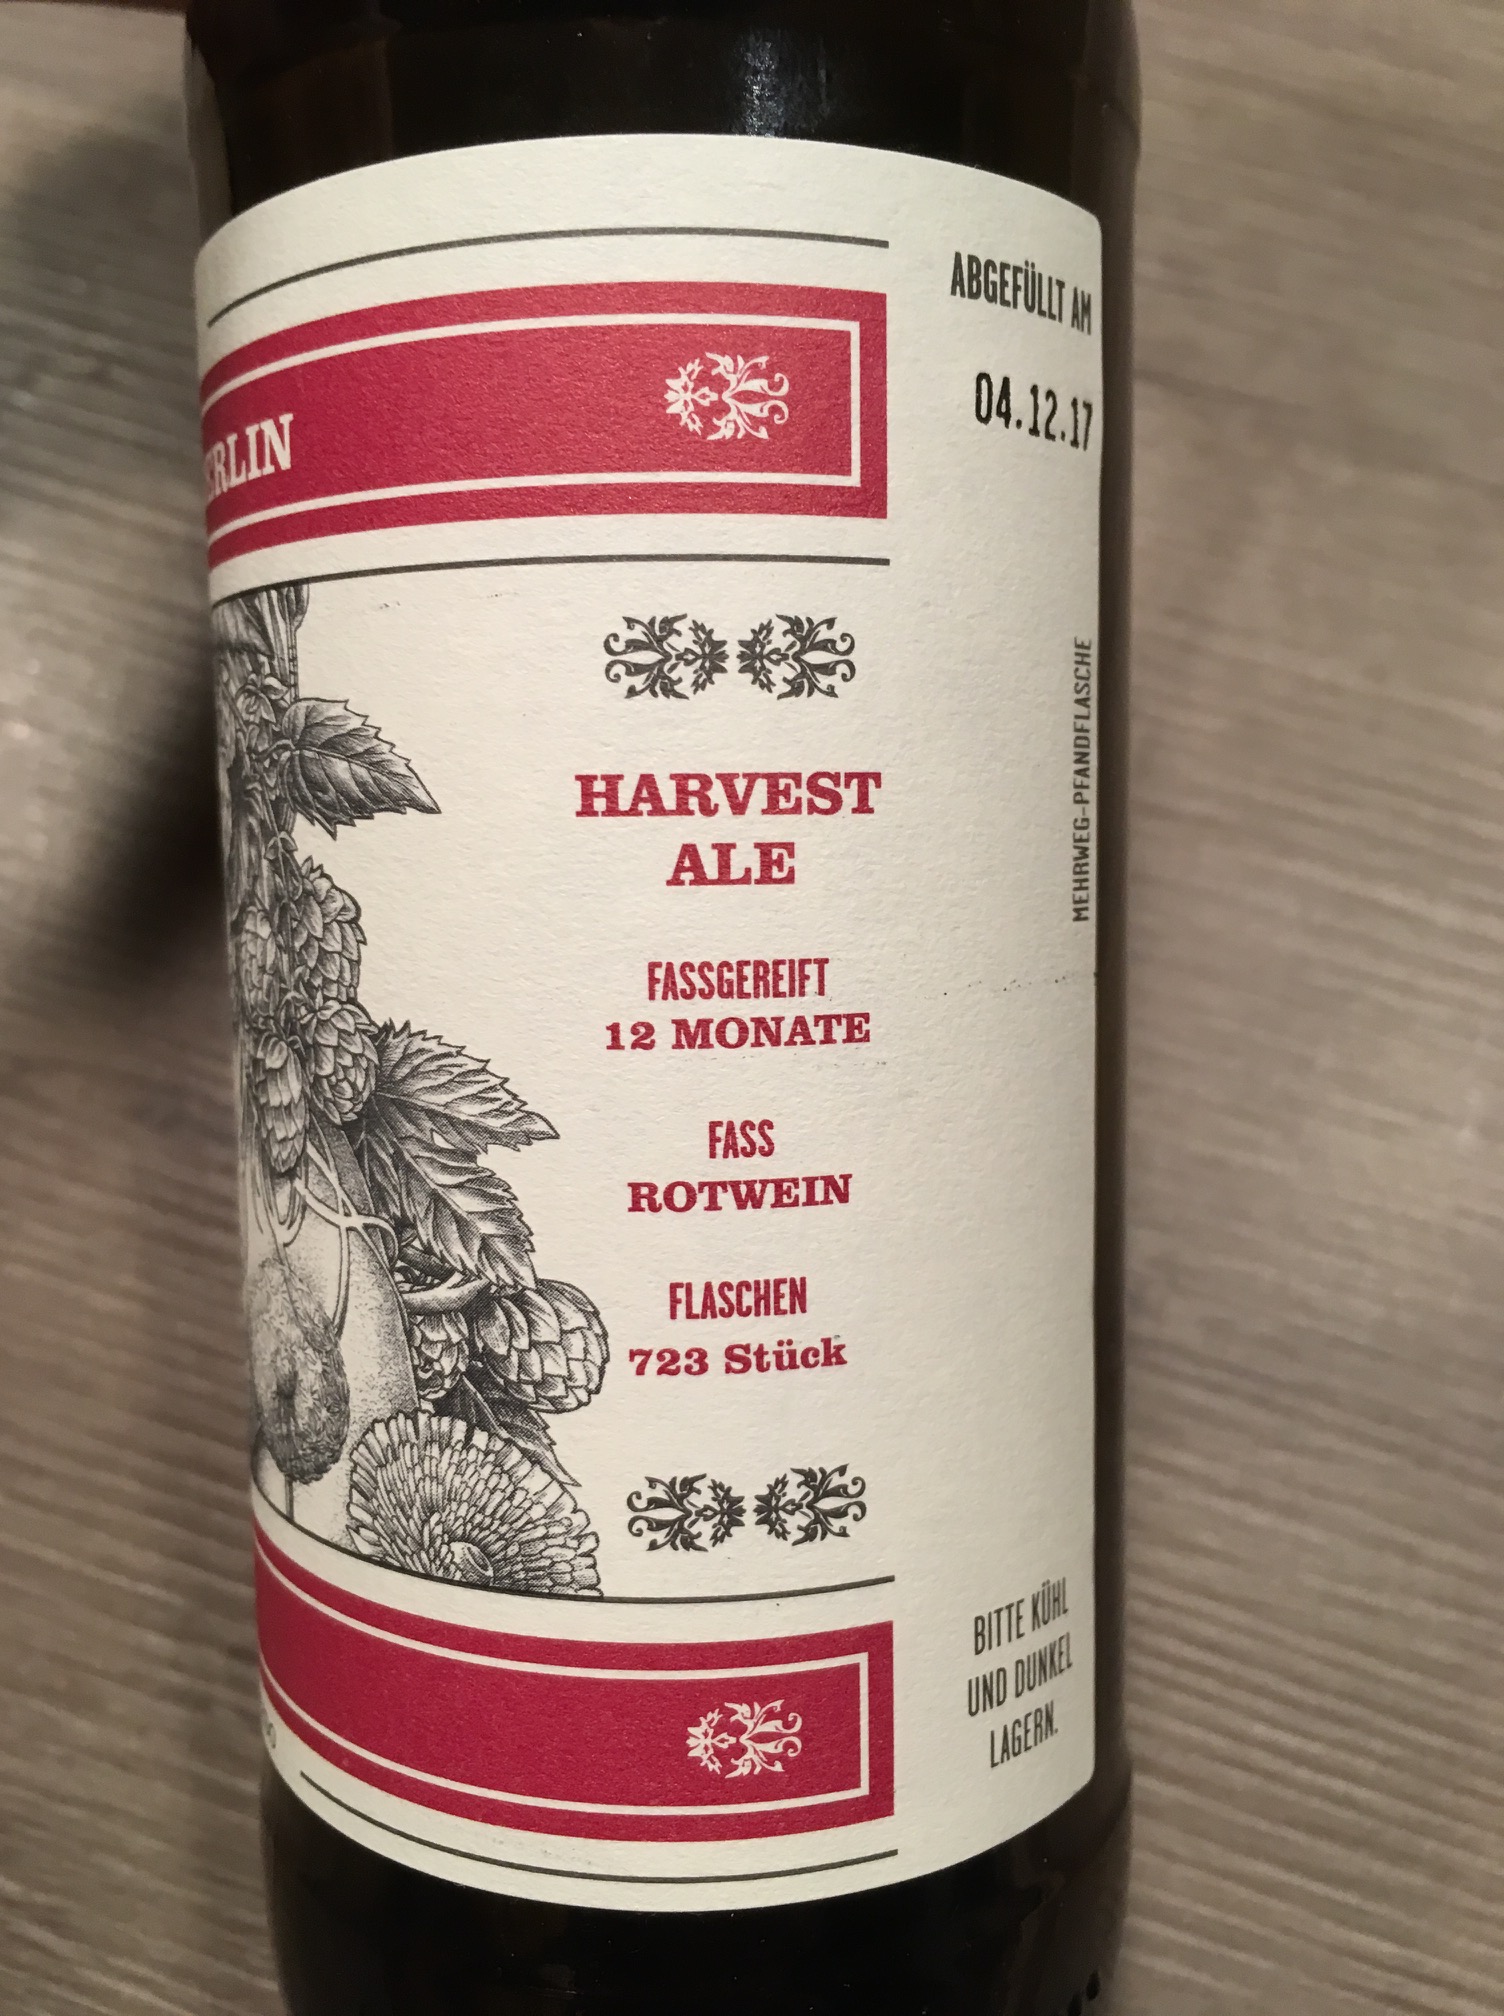 HARVEST
ALE
FASSGEREIFT
12 MONATE
FASS
ROTWEIN
FLASCHEN
723 Stück
ABGEFÜLLT AM
04.12.17
MEHRWEG-PFANDFLASCHE
BITTE KÜHL
UND DUNKEL
LAGERN.